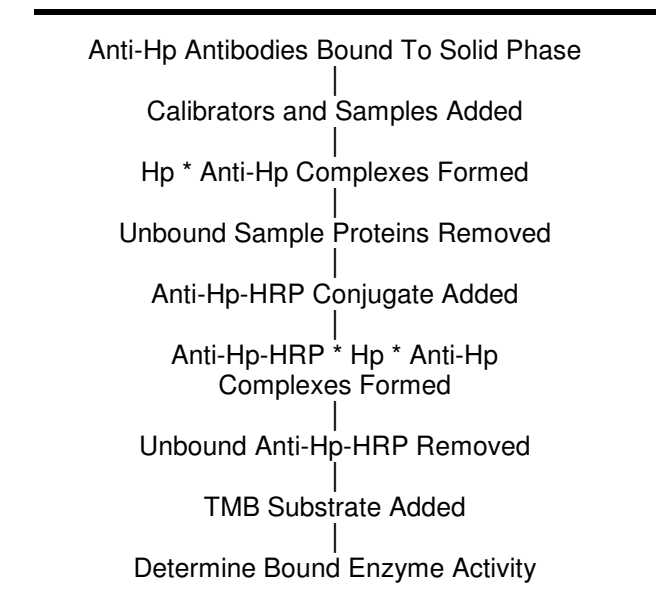 Anti-Hp Antibodies Bound To Solid Phase
Calibrators and Samples Added
Hp * Anti-Hp Complexes Formed
Unbound Sample Proteins Removed
Anti-Hp-HRP Conjugate Added
Anti-Hp-HRP * Hp * Anti-Hp
Complexes Formed
Unbound Anti-Hp-HRP Removed
TMB Substrate Added
Determine Bound Enzyme Activity